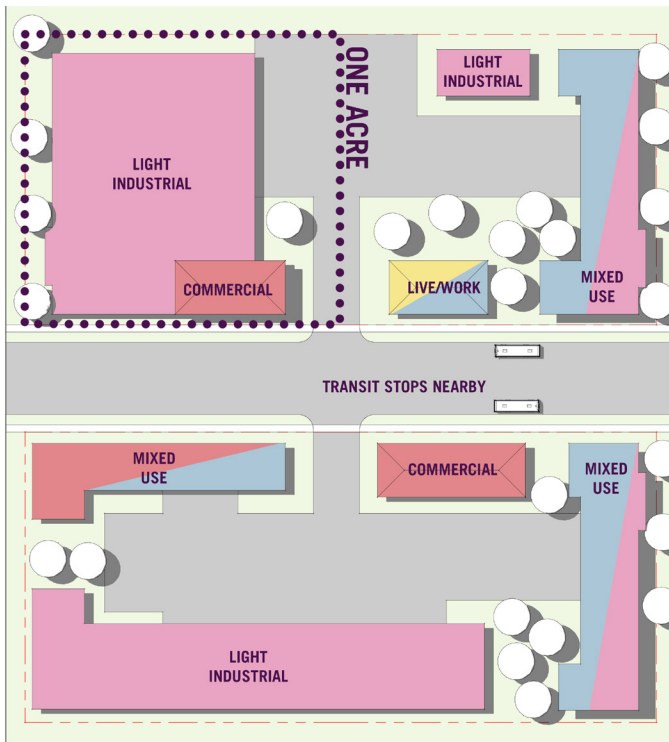 ONE ACRE
LIGHT
INDUSTRIAL
LIGHT
INDUSTRIAL
COMMERCIAL
LIVE/WORK
MIXED
USE
TRANSIT STOPS NEARBY
MIXED
USE
COMMERCIAL
MIXED
USE
LIGHT
INDUSTRIAL